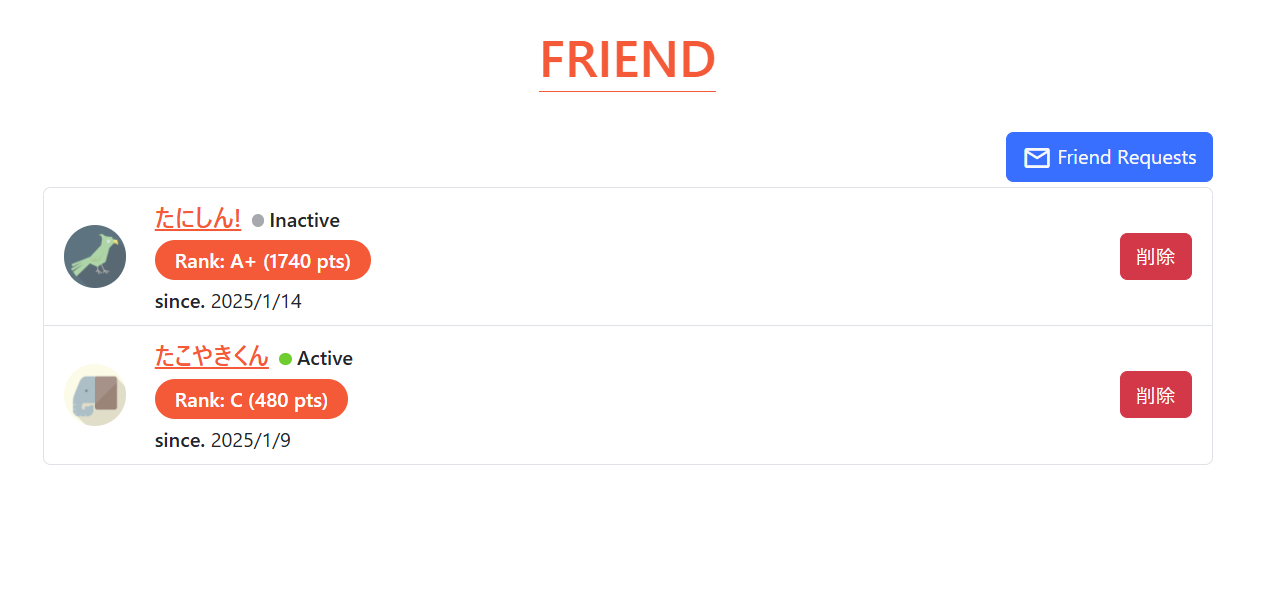 FRIEND
Friend Requests
たにしん! Inactive
Rank: A+ (1740 pts)
削除
since. 2025/1/14
たこやきくん Active
Rank: C (480 pts)
削除
since. 2025/1/9